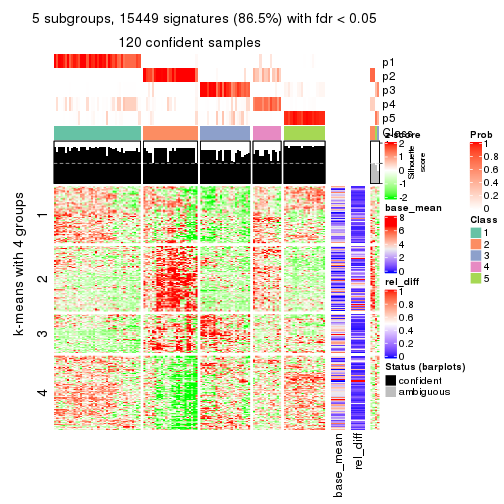 5 subgroups, 15449 signatures (86.5%) with fdr < 0.05
120 confident samples
p1
p2
p3
p4
p5
Class
k-means with 4 groups
1
2
3
4
Silhouette
score
z-score
2
1
0
-1
-2
base_mean
8
6
4
2
0
rel_diff
1
0.8
0.6
0.4
0.2
0
Prob
1
0.8
0.6
0.4
0.2
0
Class
1
2
3
4
5
Status (barplots)
confident
ambiguous
base_mean
rel_diff